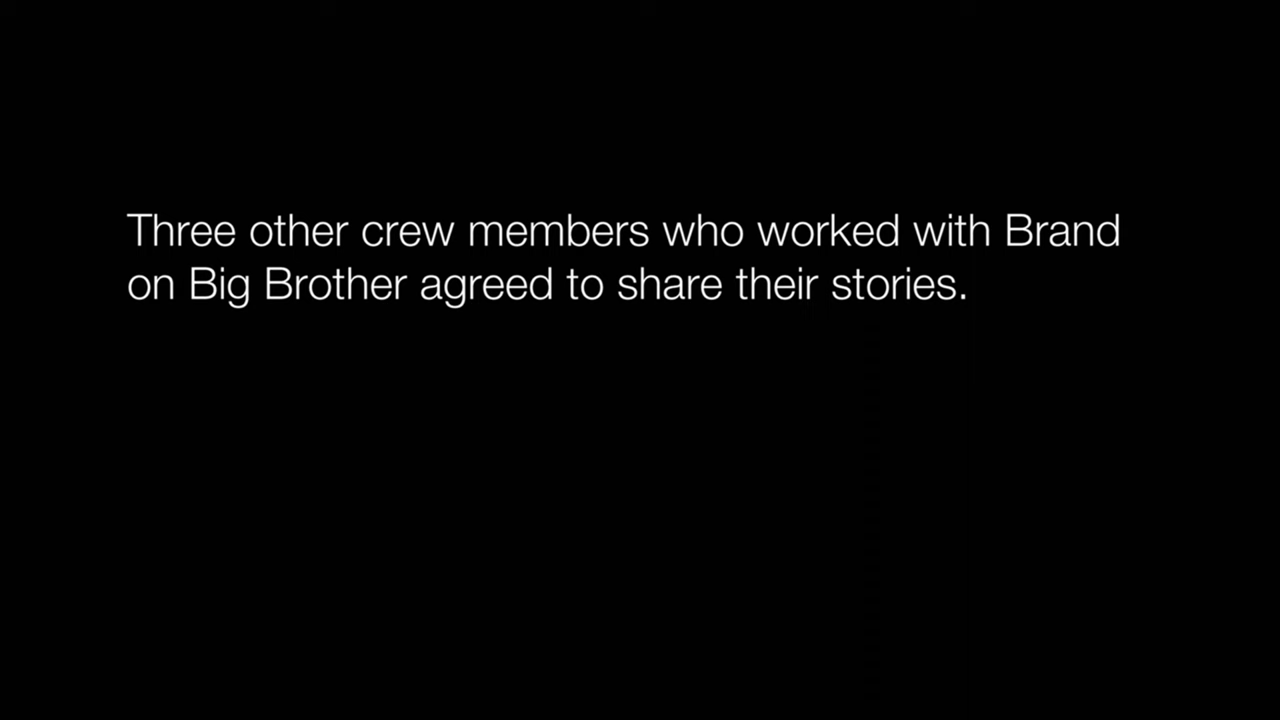 Three other crew members who worked with Brand
on Big Brother agreed to share their stories.